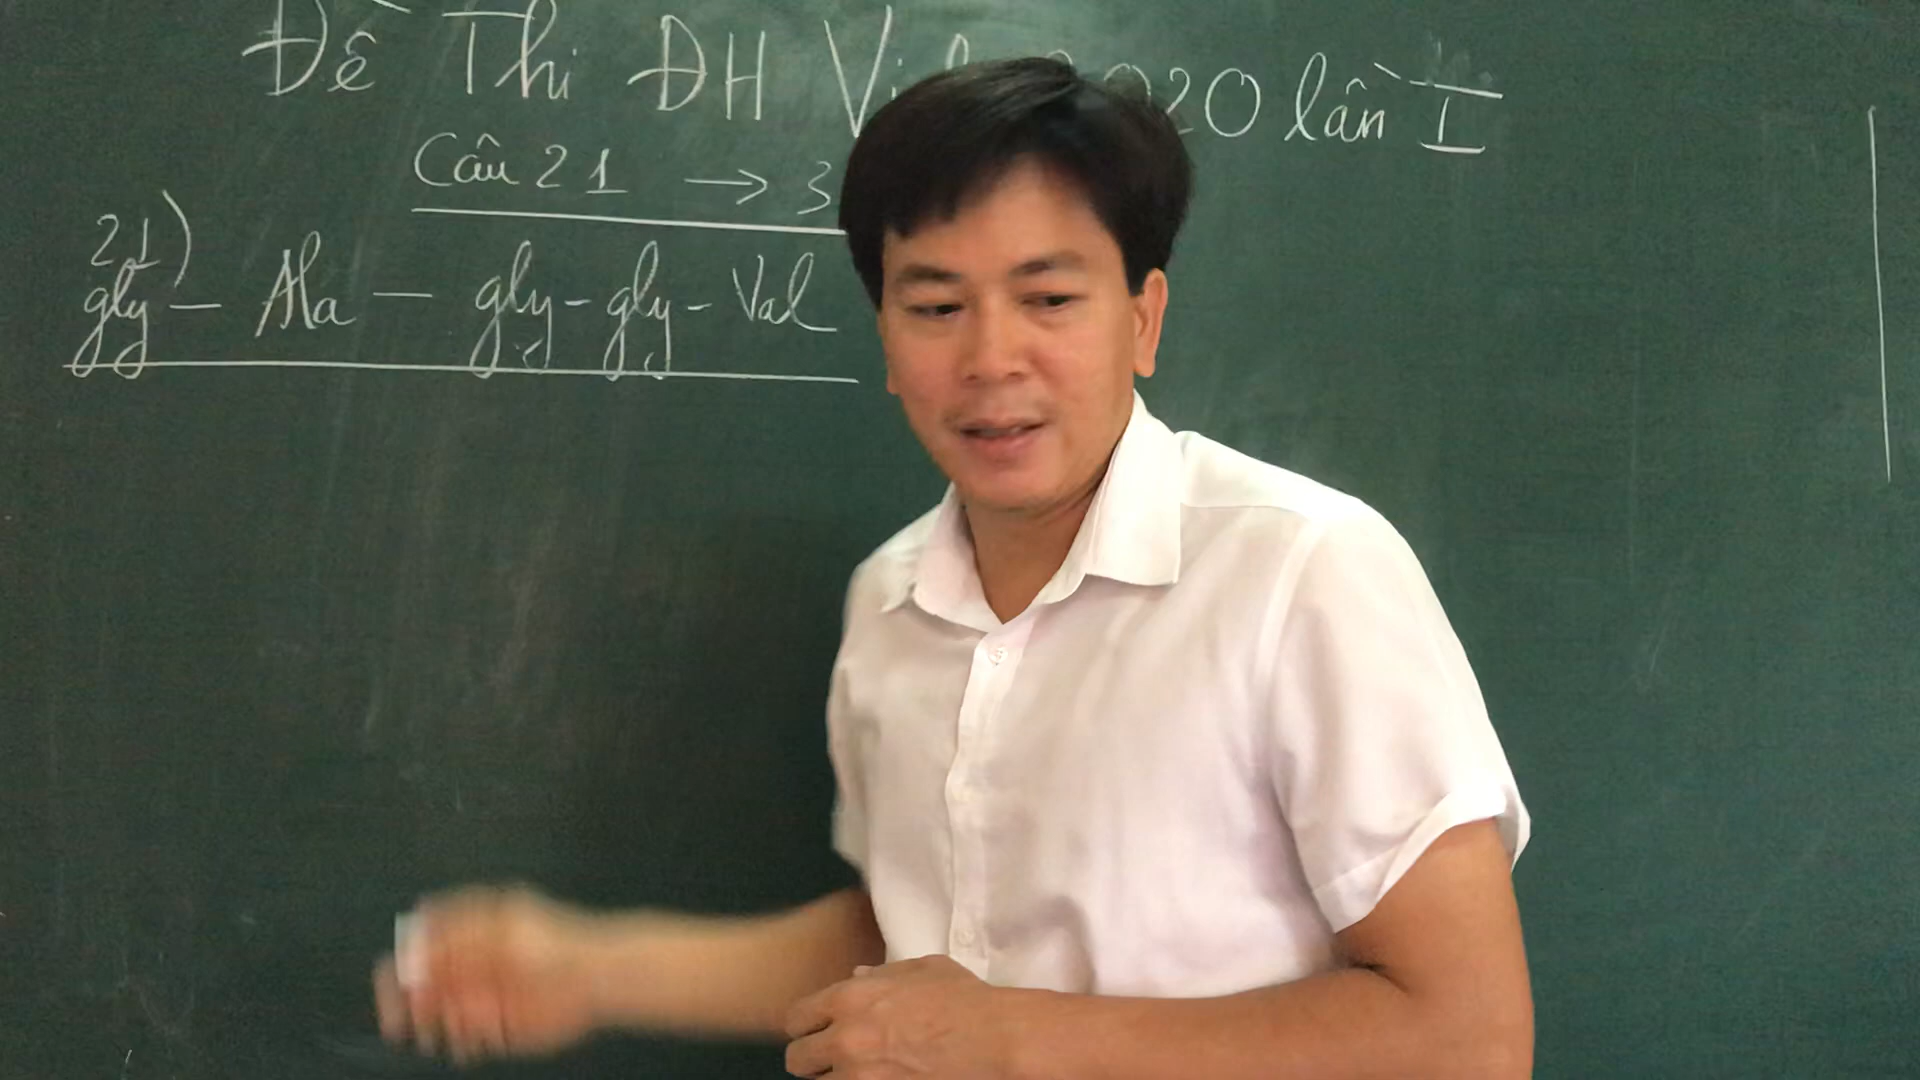 Đề Thi ĐH 2020 lần I
Câu 21 → 3
21)
gly - Ala - gly - gly - Val